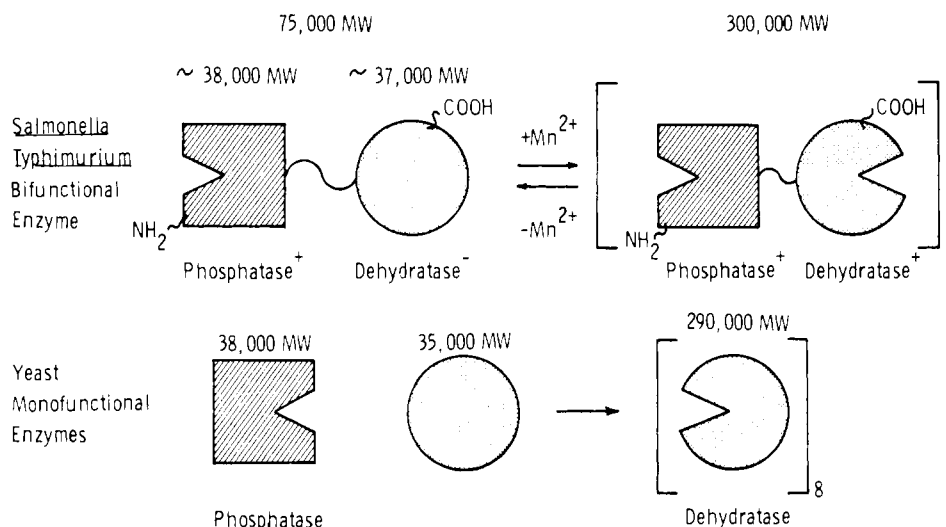 75,000 MW
300,000 MW
~ 38,000 MW
~ 37,000 MW
Salmonella
Typhimurium
Bifunctional
Enzyme
NH2
COOH
+Mn2+
-Mn2+
NH2
COOH
Phosphatase+
Dehydratase-
Phosphatase+
Dehydratase+
Yeast
Monofunctional
Enzymes
38,000 MW
35,000 MW
290,000 MW
8
Phosphatase
Dehydratase